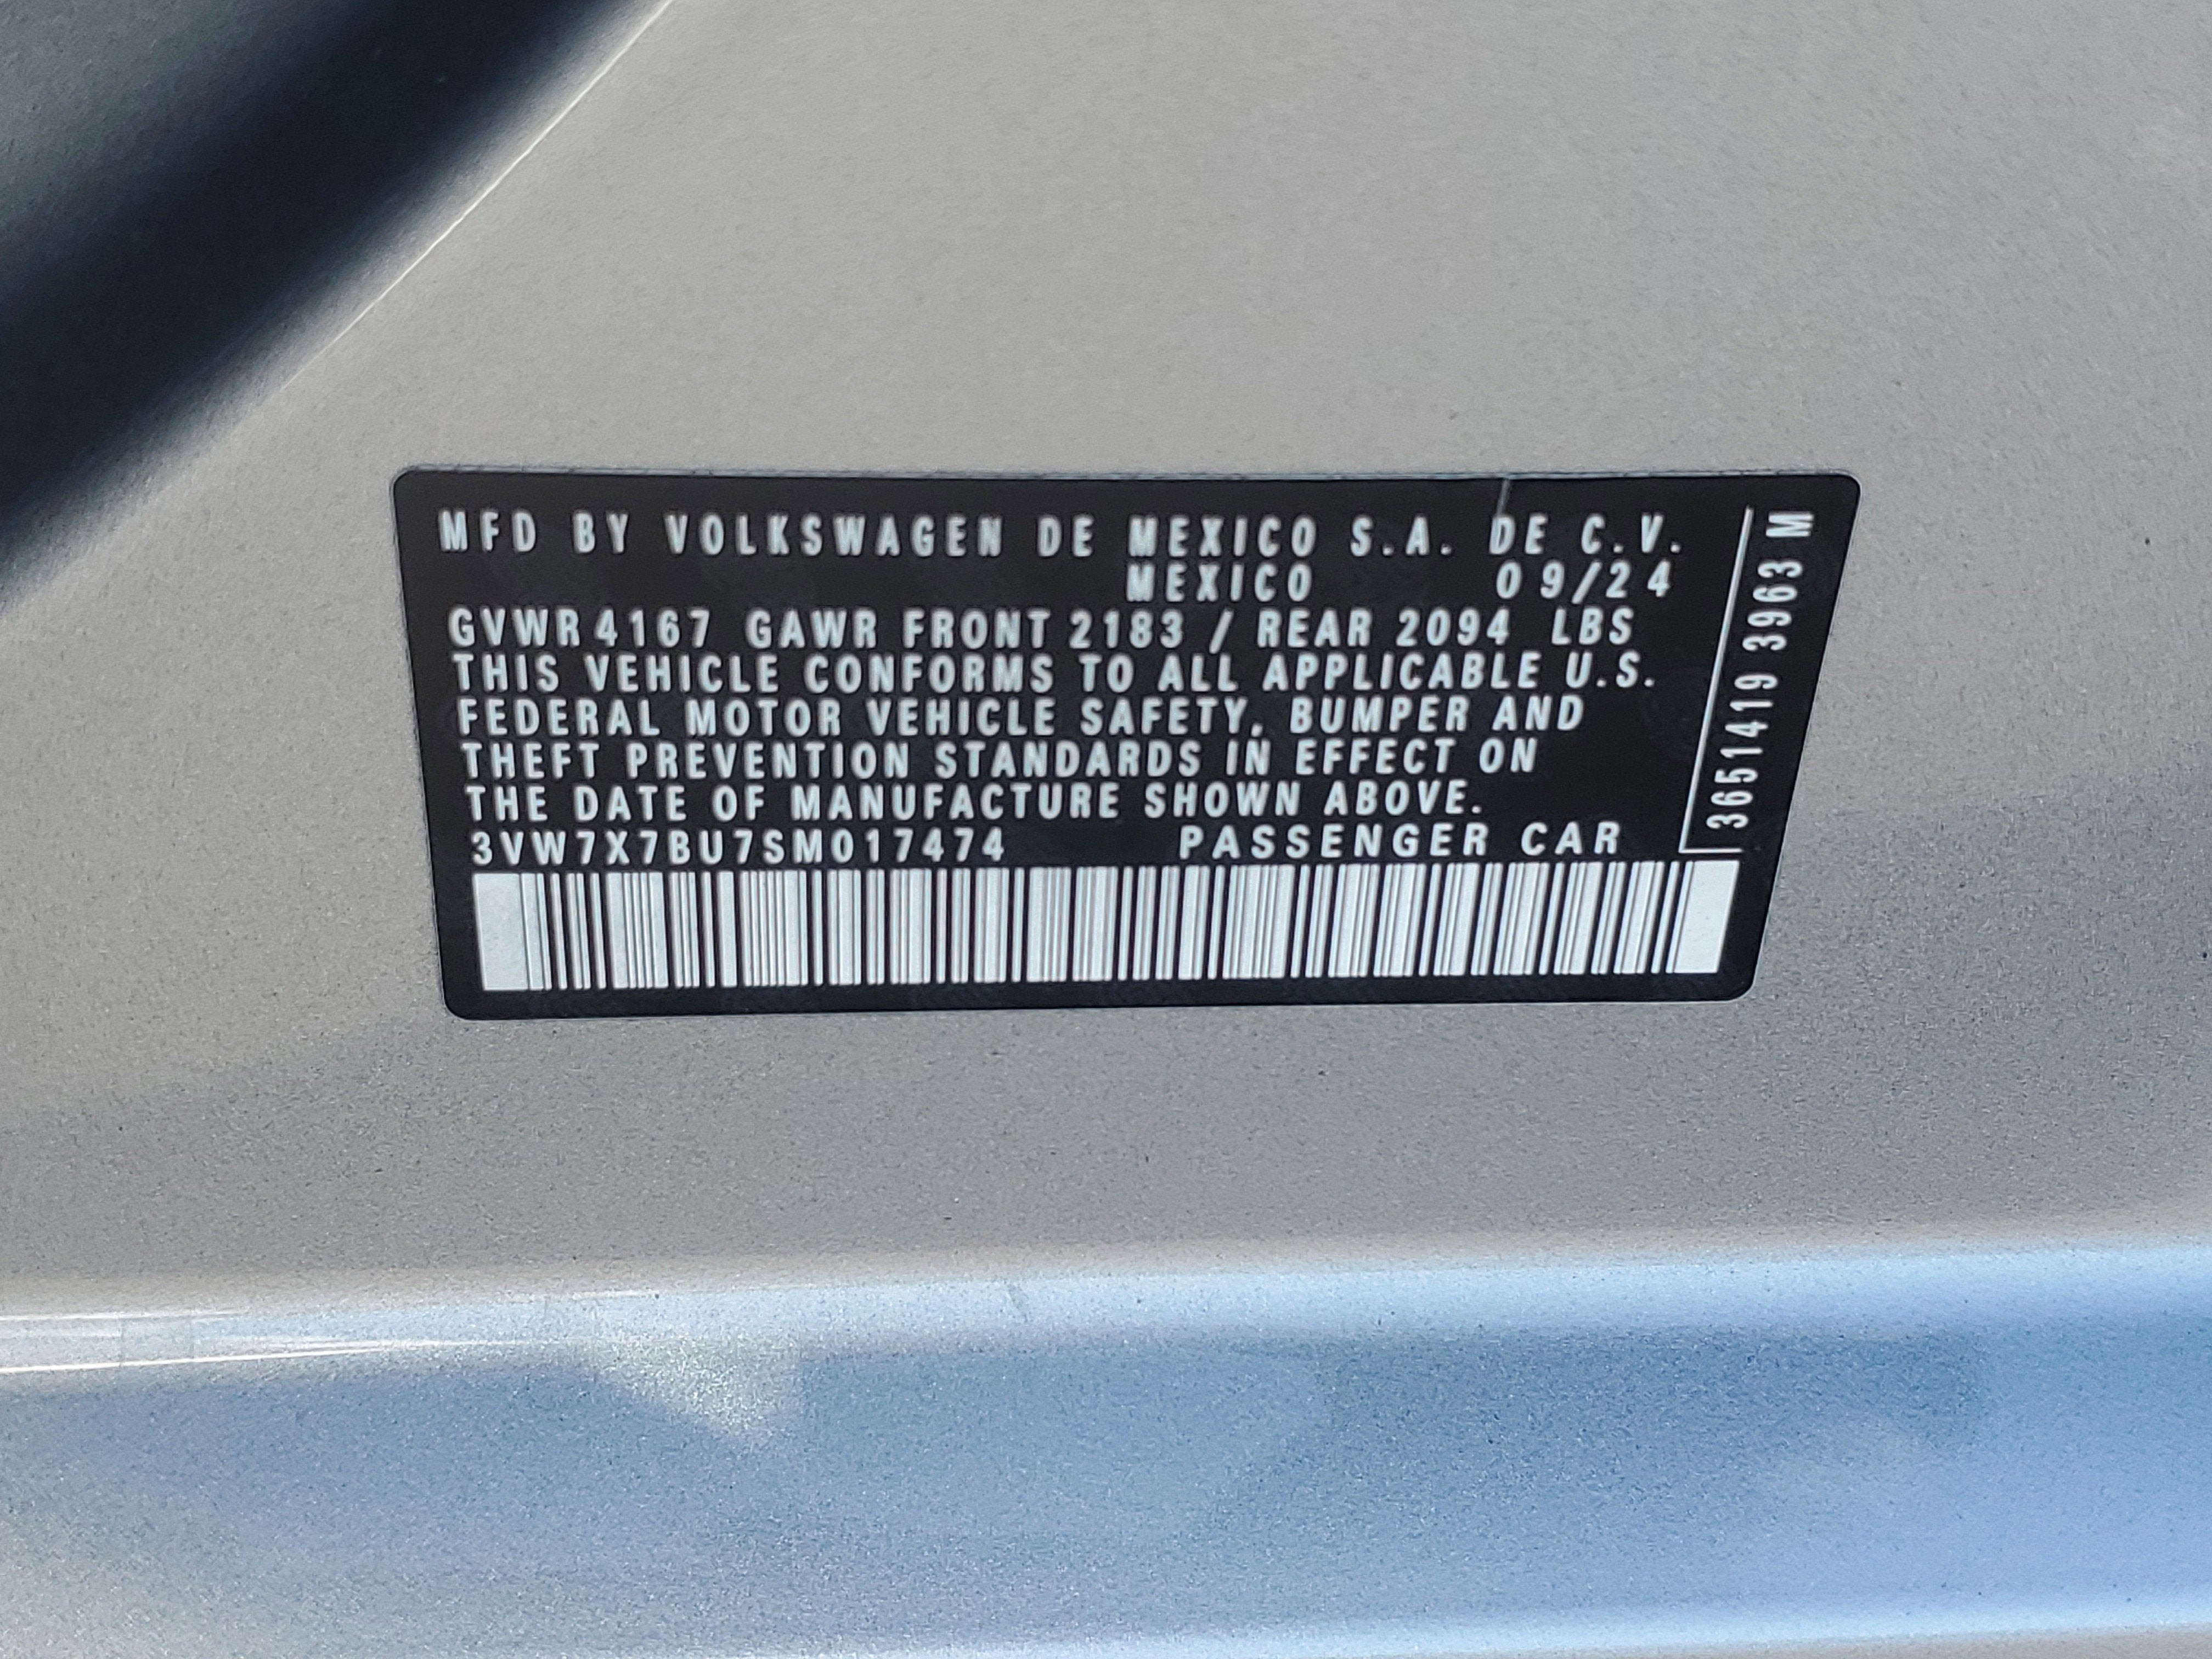 MFD BY VOLKSWAGEN DE MEXICO S.A. DE C.V.
MEXICO 09/24
GVWR 4167 GAWR FRONT 2183 / REAR 2094 LBS
THIS VEHICLE CONFORMS TO ALL APPLICABLE U.S.
FEDERAL MOTOR VEHICLE SAFETY, BUMPER AND
THEFT PREVENTION STANDARDS IN EFFECT ON
THE DATE OF MANUFACTURE SHOWN ABOVE.
3VW7X7BU7SM017474 PASSENGER CAR
3651419 3963 M